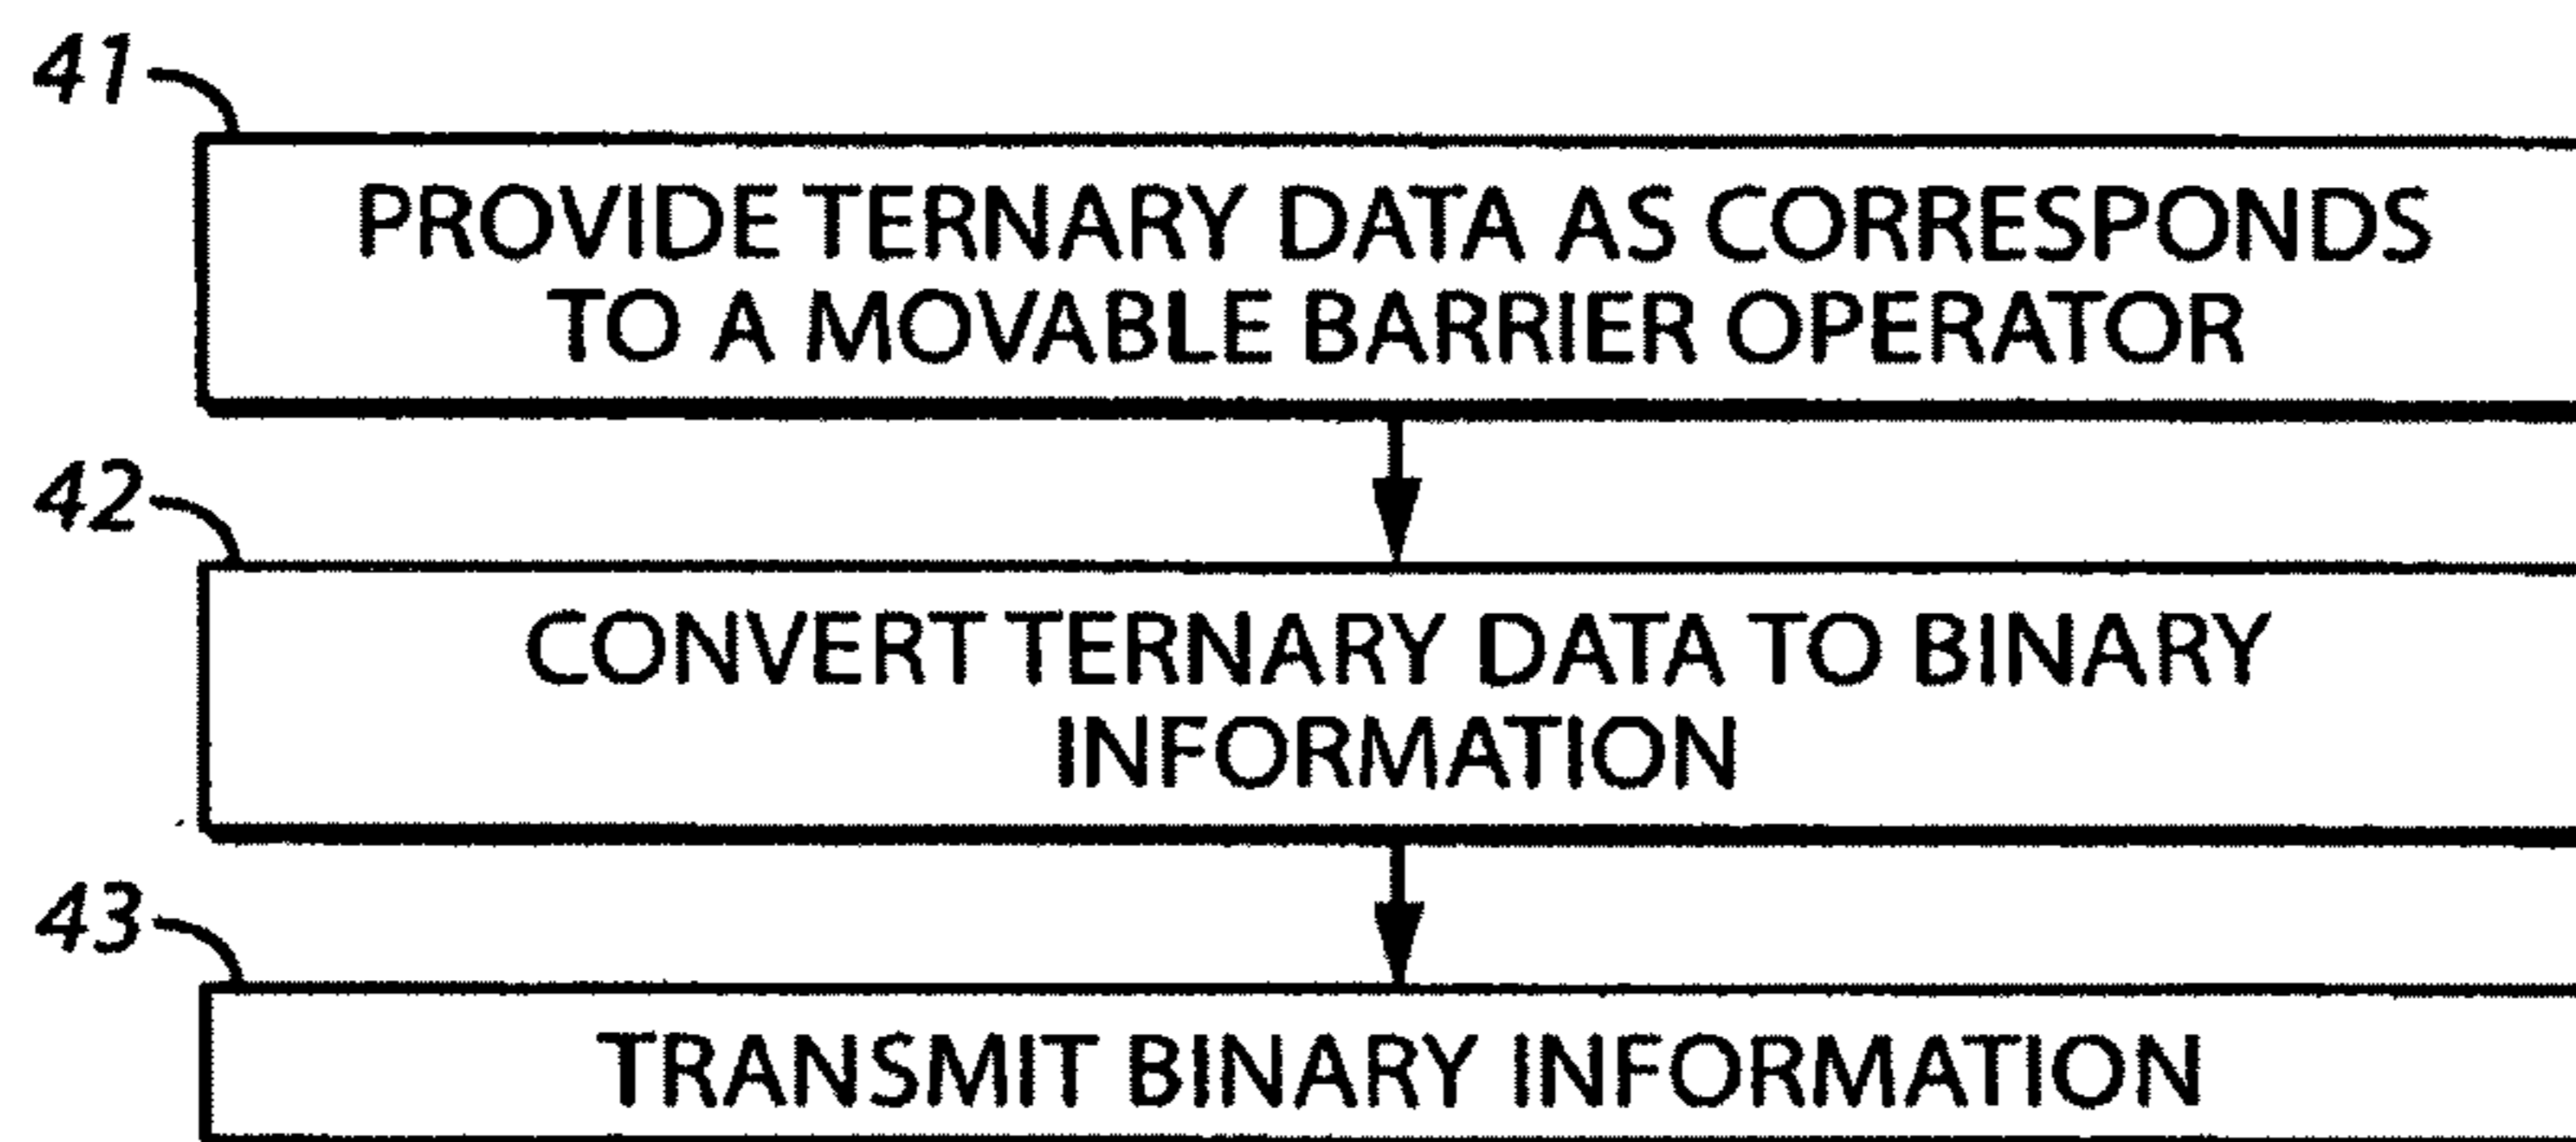 41
PROVIDE TERNARY DATA AS CORRESPONDS
TO A MOVABLE BARRIER OPERATOR
42
CONVERT TERNARY DATA TO BINARY
INFORMATION
43
TRANSMIT BINARY INFORMATION